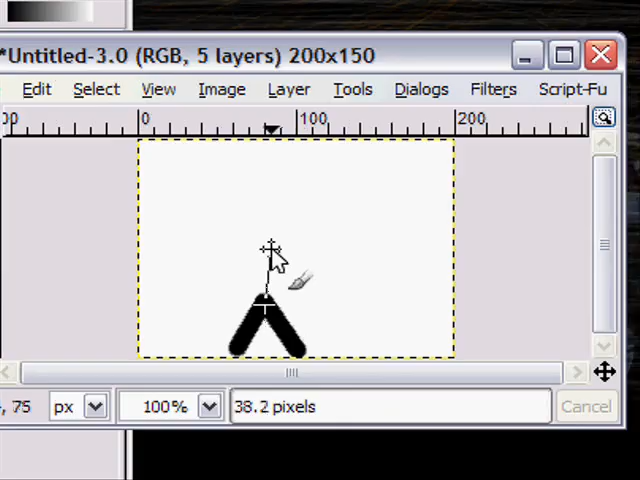 *Untitled-3.0 (RGB, 5 layers) 200x150
Edit Select View Image Layer Tools Dialogs Filters Script-Fu
0 100 200
, 75 px 100% 38.2 pixels Cancel